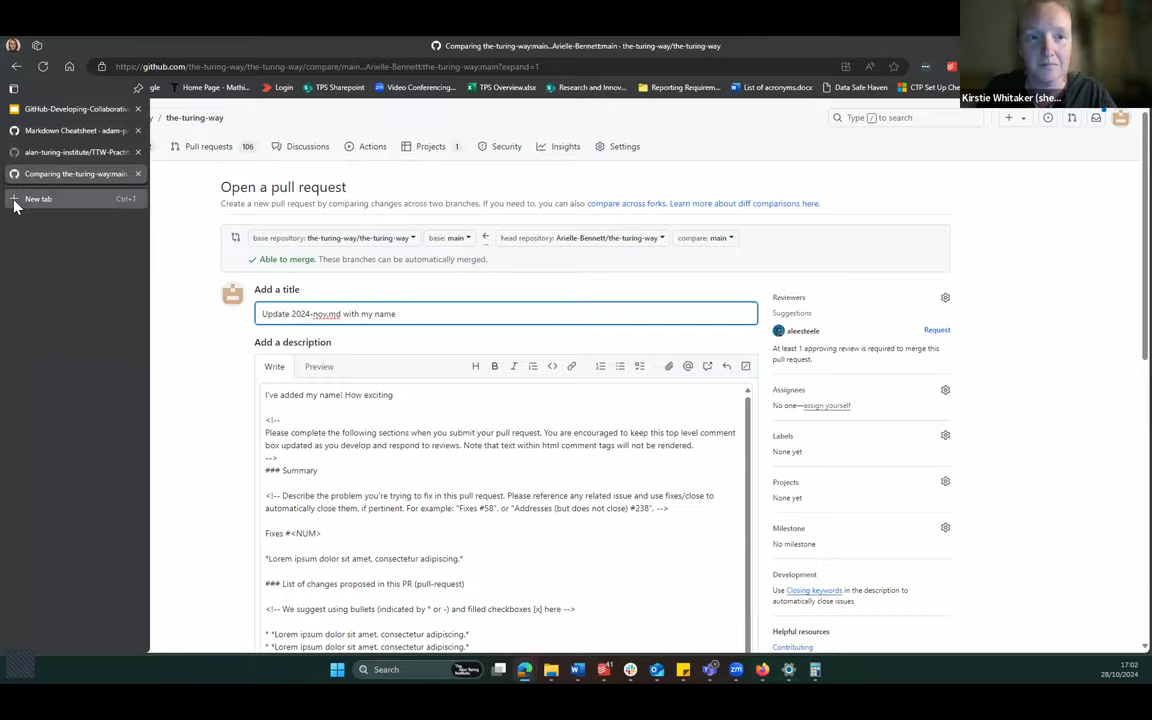 Comparing the-turing-way:main...Arielle-Bennett:main · the-turing-way/the-turing-way
https://github.com/the-turing-way/the-turing-way/compare/main...Arielle-Bennett:the-turing-way:main?expand=1
gle
Home Page - Mathi...
Login
TPS Sharepoint
Video Conferencing...
TPS Overview.xlsx
Research and Innov...
Reporting Requirem...
List of acronyms.docx
Data Safe Haven
CTP Set Up Che
Kirstie Whitaker (she...
GitHub-Developing-Collaborativ
Markdown Cheatsheet · adam-p
alan-turing-institute/TTW-Practi
Comparing the-turing-way:main
New tab
Ctrl+T
/ the-turing-way
Type / to search
Pull requests 106
Discussions
Actions
Projects 1
Security
Insights
Settings
Open a pull request
Create a new pull request by comparing changes across two branches. If you need to, you can also compare across forks. Learn more about diff comparisons here.
base repository: the-turing-way/the-turing-way
base: main
head repository: Arielle-Bennett/the-turing-way
compare: main
Able to merge. These branches can be automatically merged.
Add a title
Update 2024-nov.md with my name
Add a description
Write
Preview
H
B
I
I've added my name! How exciting
<!--
Please complete the following sections when you submit your pull request. You are encouraged to keep this top level comment
box updated as you develop and respond to reviews. Note that text within html comment tags will not be rendered.
-->
### Summary
<!-- Describe the problem you're trying to fix in this pull request. Please reference any related issue and use fixes/close to
automatically close them, if pertinent. For example: "Fixes #58", or "Addresses (but does not close) #238". -->
Fixes #<NUM>
*Lorem ipsum dolor sit amet, consectetur adipiscing.*
### List of changes proposed in this PR (pull-request)
<!-- We suggest using bullets (indicated by * or -) and filled checkboxes [x] here -->
* *Lorem ipsum dolor sit amet, consectetur adipiscing.*
* *Lorem ipsum dolor sit amet, consectetur adipiscing.*
Reviewers
Suggestions
aleesteele
Request
At least 1 approving review is required to merge this
pull request.
Assignees
No one—assign yourself
Labels
None yet
Projects
None yet
Milestone
No milestone
Development
Use Closing keywords in the description to
automatically close issues
Helpful resources
Contributing
Search
41
17:02
28/10/2024